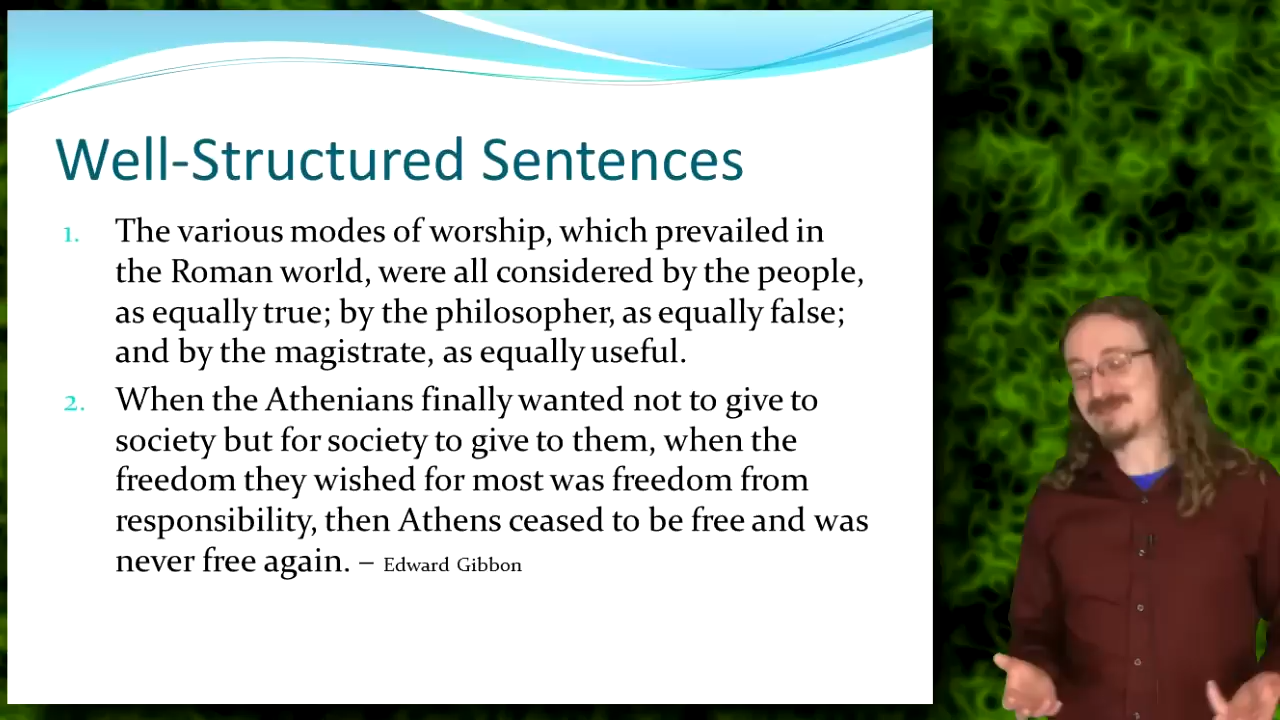 Well-Structured Sentences
1. The various modes of worship, which prevailed in
the Roman world, were all considered by the people,
as equally true; by the philosopher, as equally false;
and by the magistrate, as equally useful.
2. When the Athenians finally wanted not to give to
society but for society to give to them, when the
freedom they wished for most was freedom from
responsibility, then Athens ceased to be free and was
never free again. – Edward Gibbon